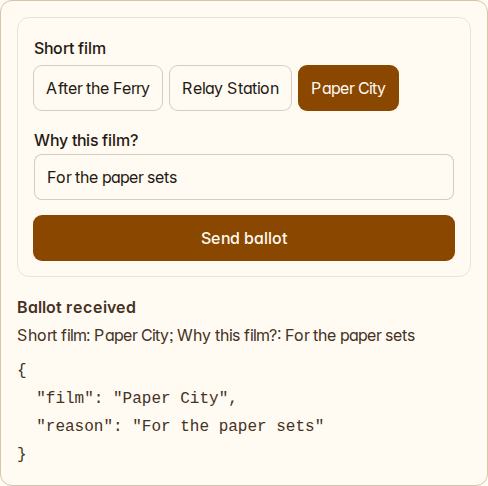 Short film
After the Ferry Relay Station Paper City
Why this film?
For the paper sets
Send ballot
Ballot received
Short film: Paper City; Why this film?: For the paper sets
{
  "film": "Paper City",
  "reason": "For the paper sets"
}